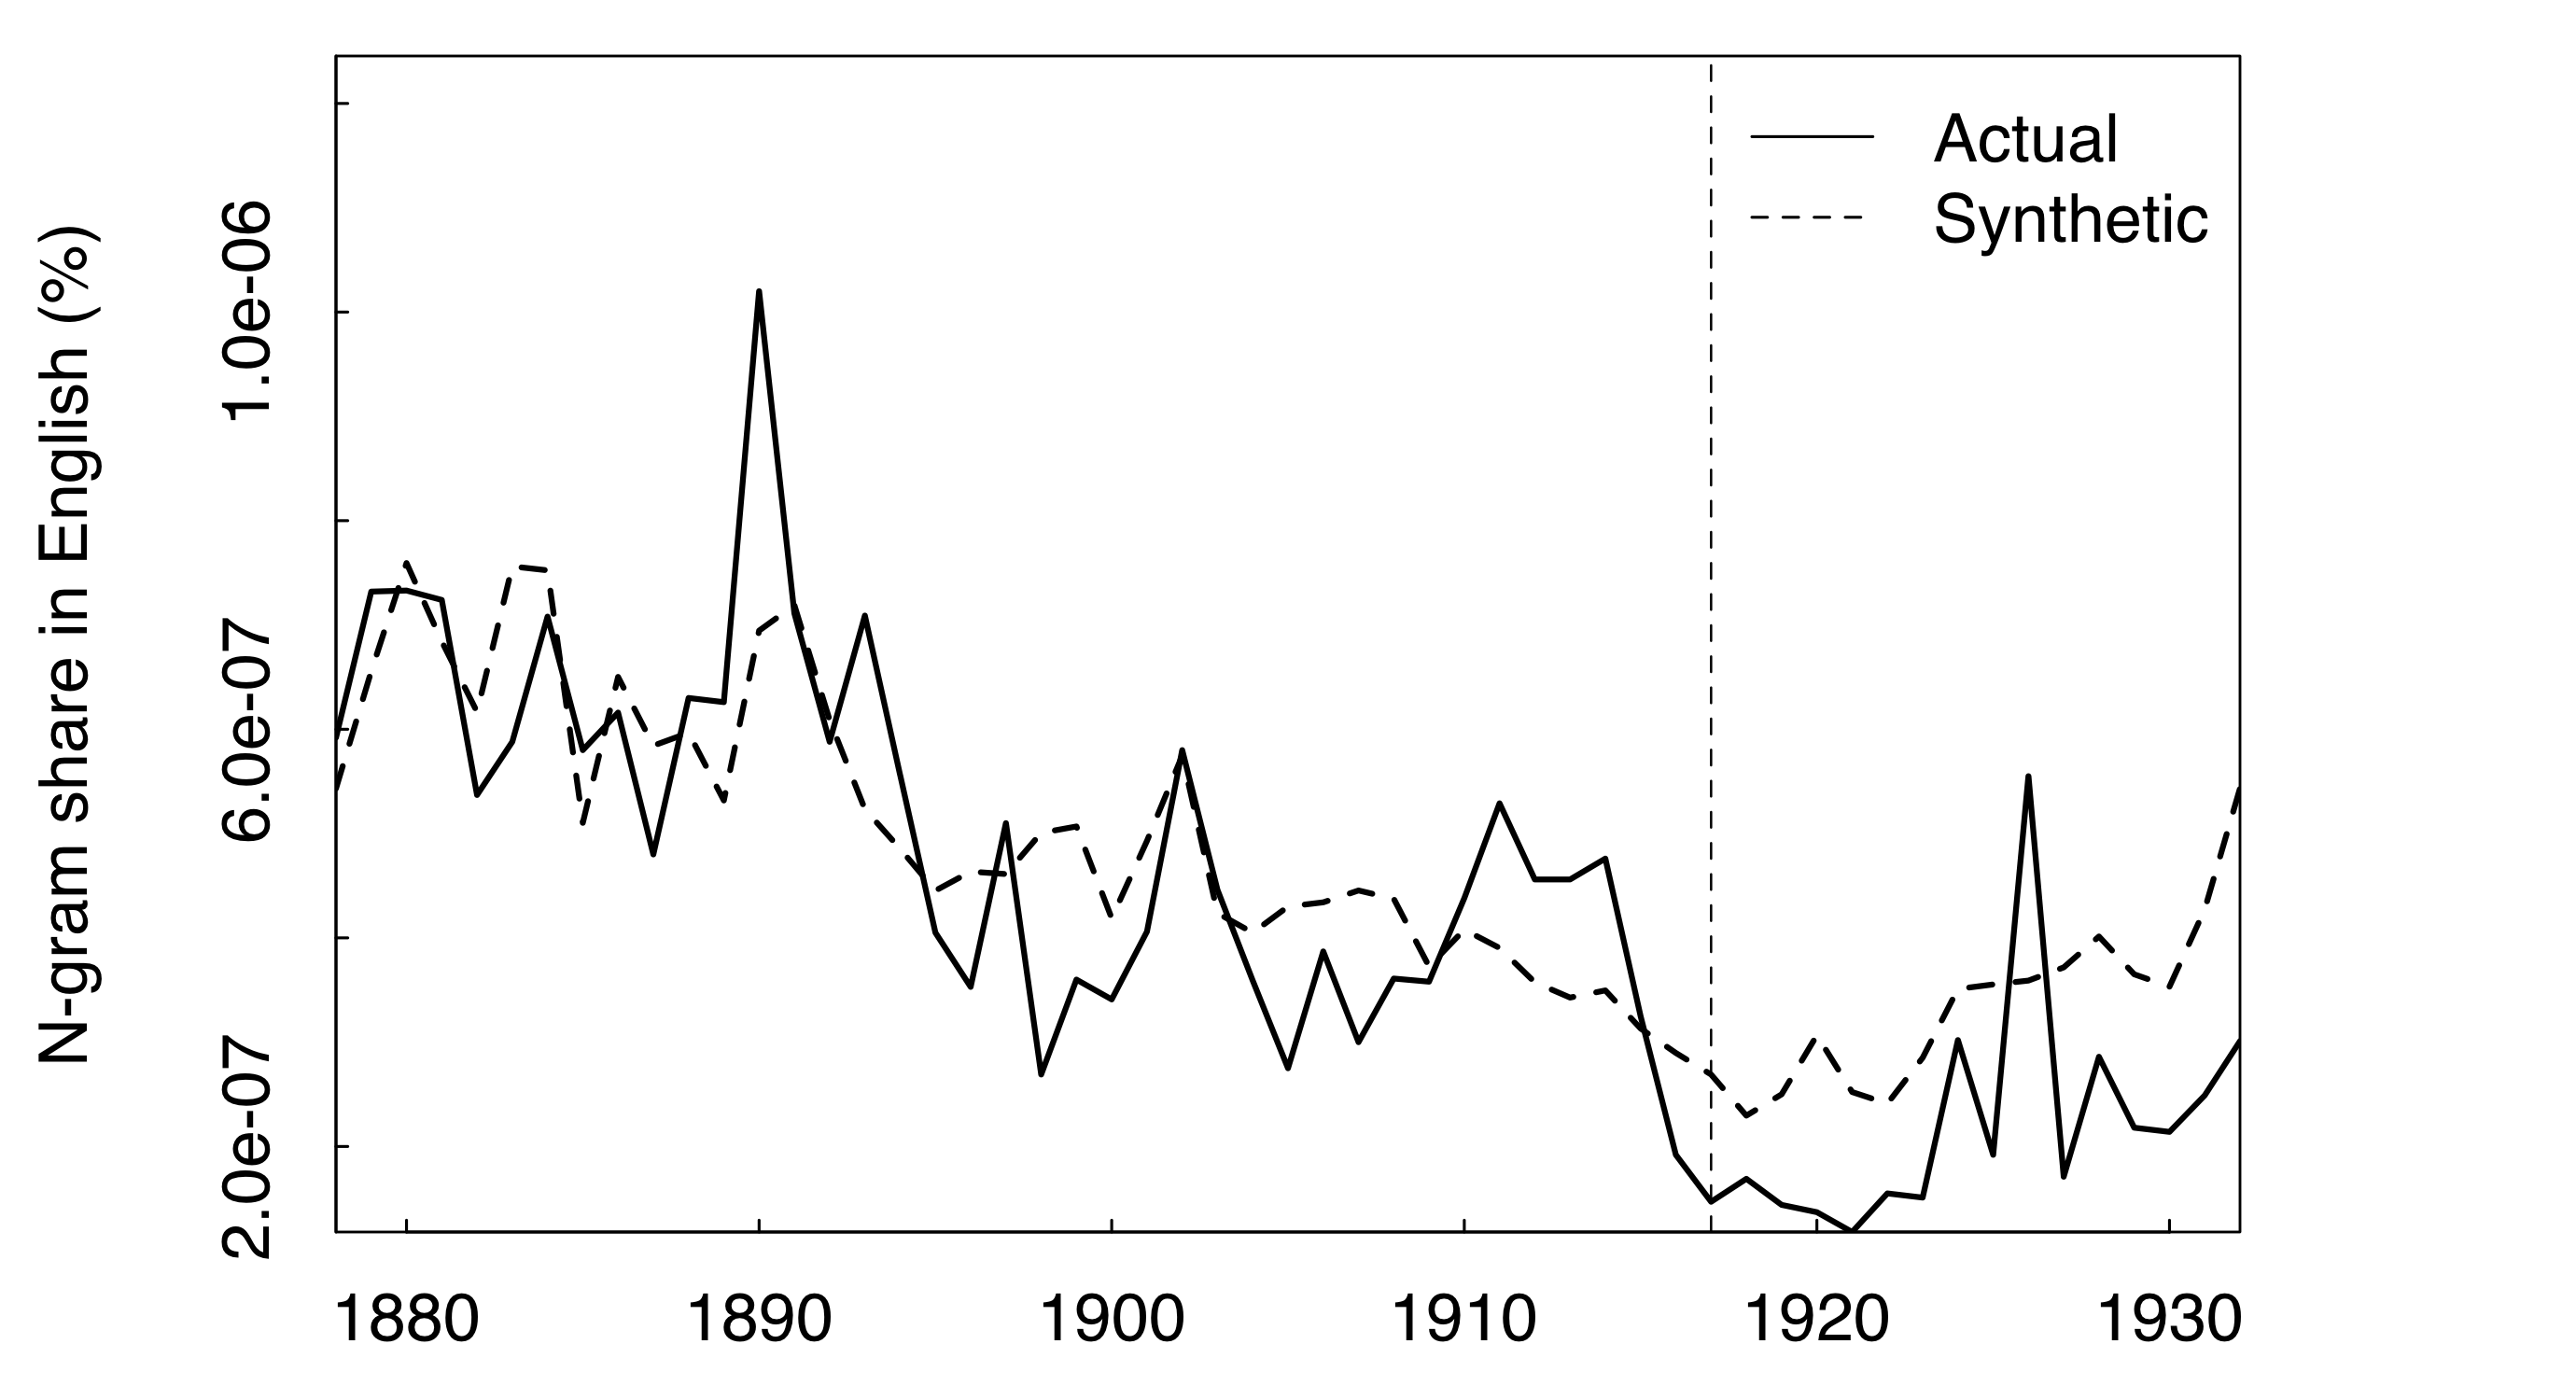 N-gram share in English (%)
1.0e-06
6.0e-07
2.0e-07
Actual
Synthetic
1880 1890 1900 1910 1920 1930